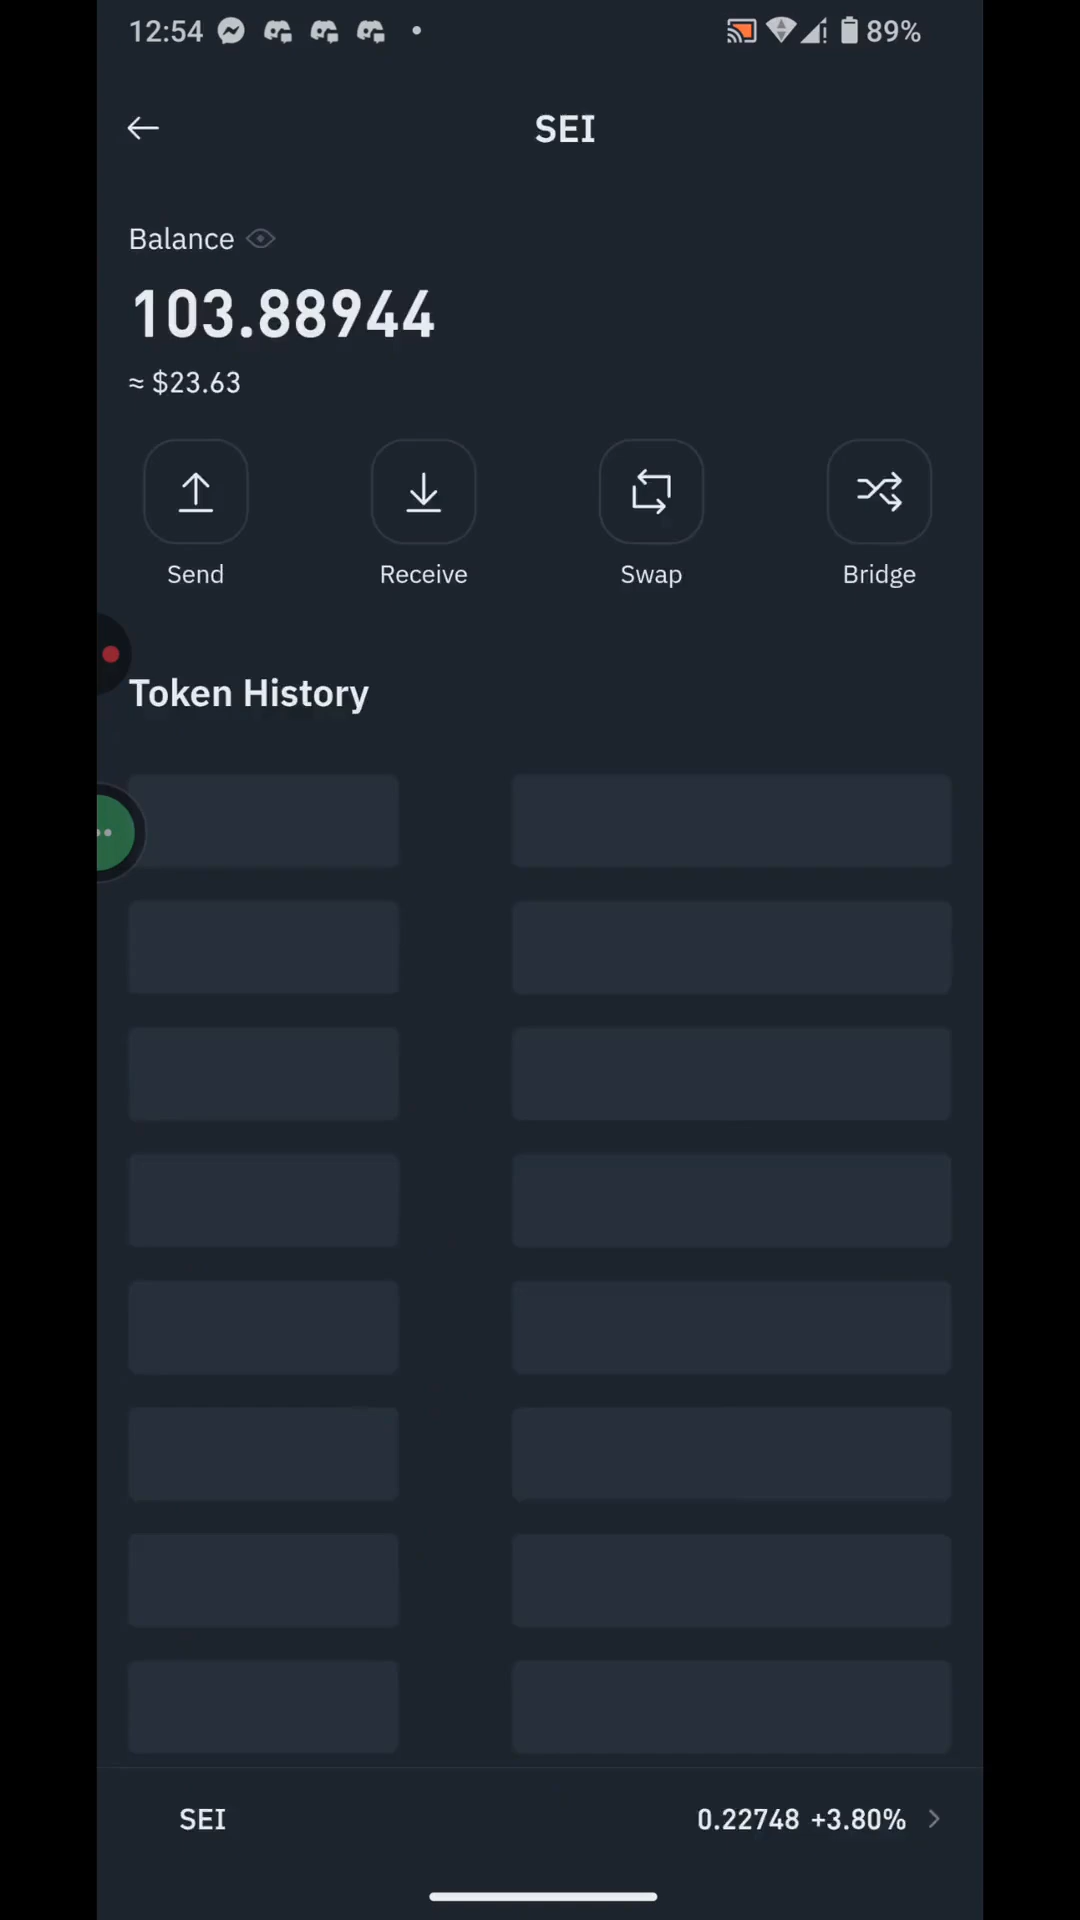 12:54 89%
SEI
Balance
103.88944
≈ $23.63
Send Receive Swap Bridge
Token History
SEI 0.22748 +3.80%